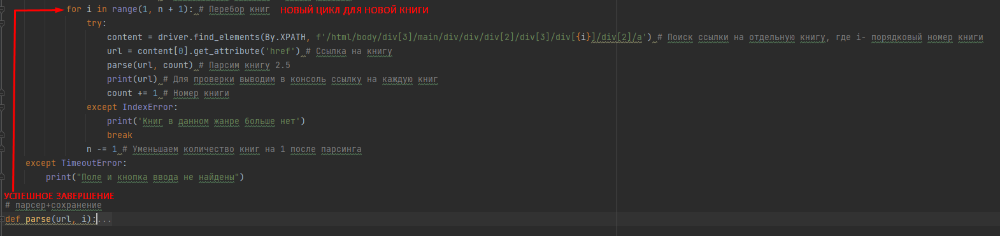 for i in range(1, n + 1): # Перебор книг НОВЫЙ ЦИКЛ ДЛЯ НОВОЙ КНИГИ
try:
content = driver.find_elements(By.XPATH, f'/html/body/div[3]/main/div/div/div[2]/div[3]/div[{i}]/div[2]/a') # Поиск ссылки на отдельную книгу, где i- порядковый номер книги
url = content[0].get_attribute('href') # Ссылка на книгу
parse(url, count) # Парсим книгу 2.5
print(url) # Для проверки выводим в консоль ссылку на каждую книг
count += 1 # Номер книги
except IndexError:
print('Книг в данном жанре больше нет')
break
n -= 1 # Уменьшаем количество книг на 1 после парсинга
except TimeoutError:
print("Поле и кнопка ввода не найдены")
УСПЕШНОЕ ЗАВЕРШЕНИЕ
# парсер+сохранение
def parse(url, i):...